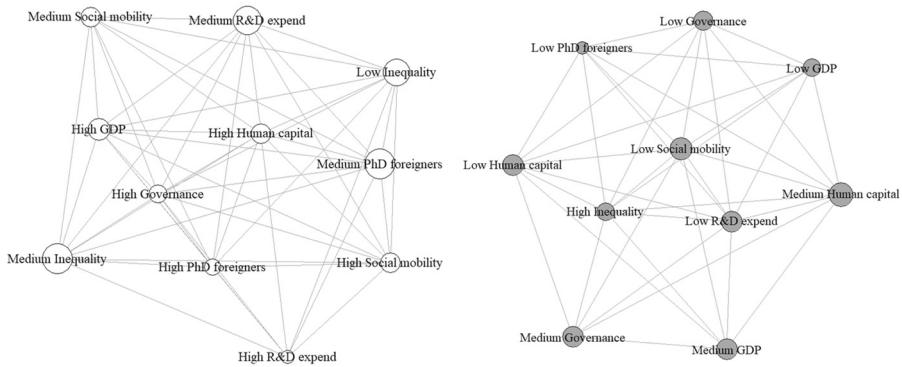 Medium Social mobility
Medium R&D expend
Low Inequality
High GDP
High Human capital
Medium PhD foreigners
High Governance
Medium Inequality
High PhD foreigners
High Social mobility
High R&D expend
Low Governance
Low PhD foreigners
Low GDP
Low Social mobility
Low Human capital
Medium Human capital
High Inequality
Low R&D expend
Medium Governance
Medium GDP